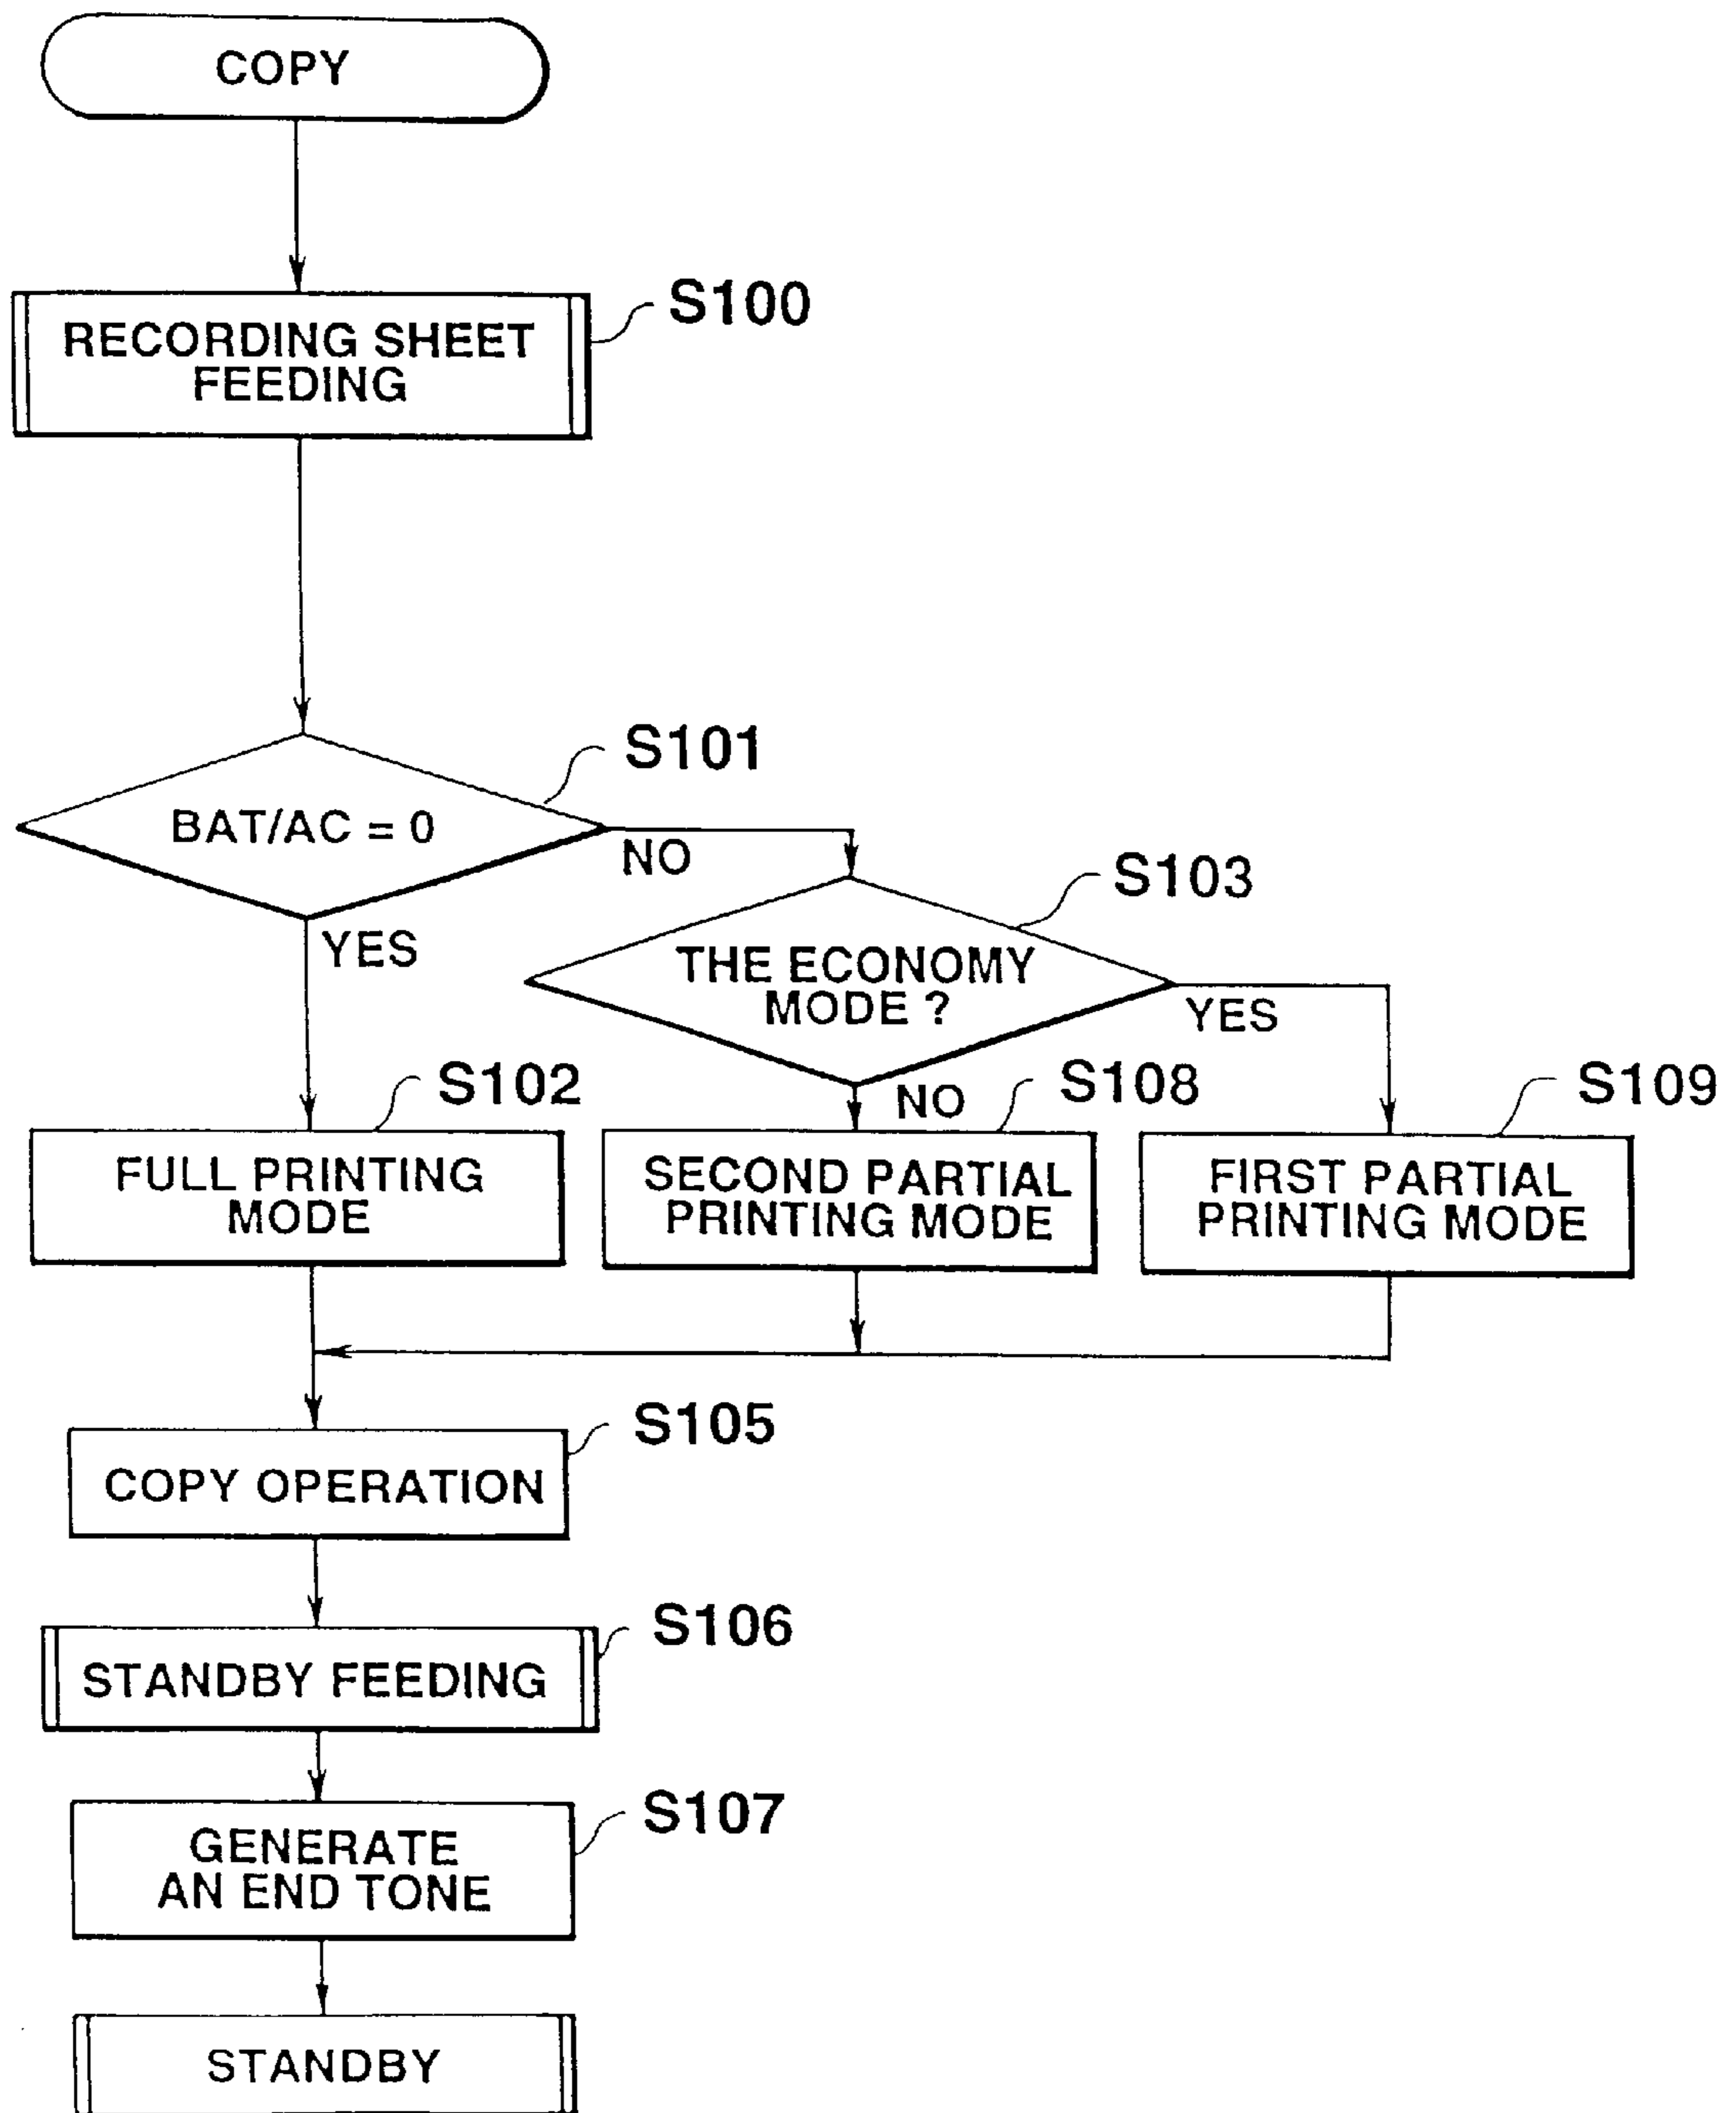 COPY
S100
RECORDING SHEET
FEEDING
S101
BAT/AC = 0
NO
YES
S103
THE ECONOMY
MODE ?
YES
NO
S102
FULL PRINTING
MODE
S108
SECOND PARTIAL
PRINTING MODE
S109
FIRST PARTIAL
PRINTING MODE
S105
COPY OPERATION
S106
STANDBY FEEDING
S107
GENERATE
AN END TONE
STANDBY